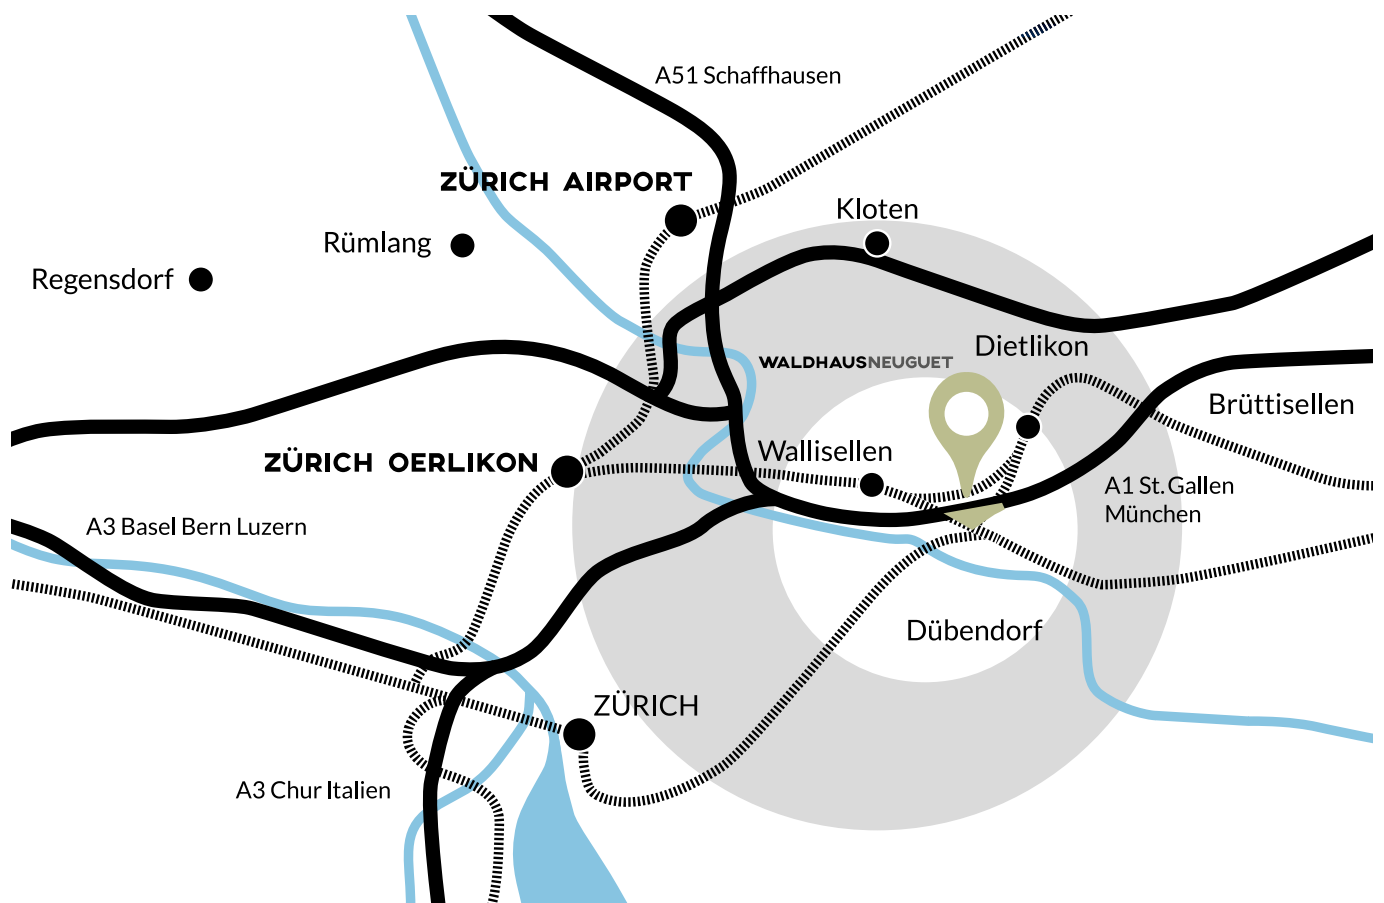 A51 Schaffhausen
ZÜRICH AIRPORT
Kloten
Rümlang
Regensdorf
Dietlikon
WALDHAUSNEUGUET
Brüttisellen
Wallisellen
ZÜRICH OERLIKON
A1 St. Gallen
München
A3 Basel Bern Luzern
Dübendorf
ZÜRICH
A3 Chur Italien